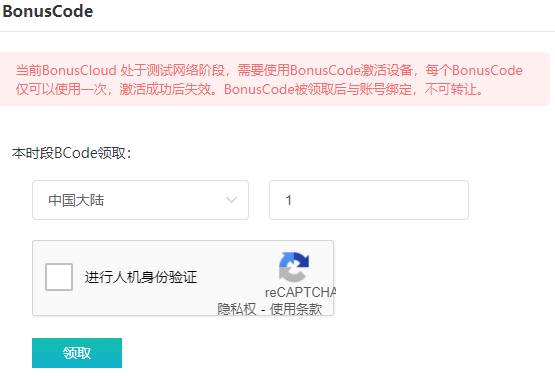 BonusCode
当前BonusCloud 处于测试网络阶段，需要使用BonusCode激活设备，每个BonusCode
仅可以使用一次，激活成功后失效。BonusCode被领取后与账号绑定，不可转让。
本时段BCode领取：
中国大陆 1
进行人机身份验证
reCAPTCHA
隐私权 - 使用条款
领取